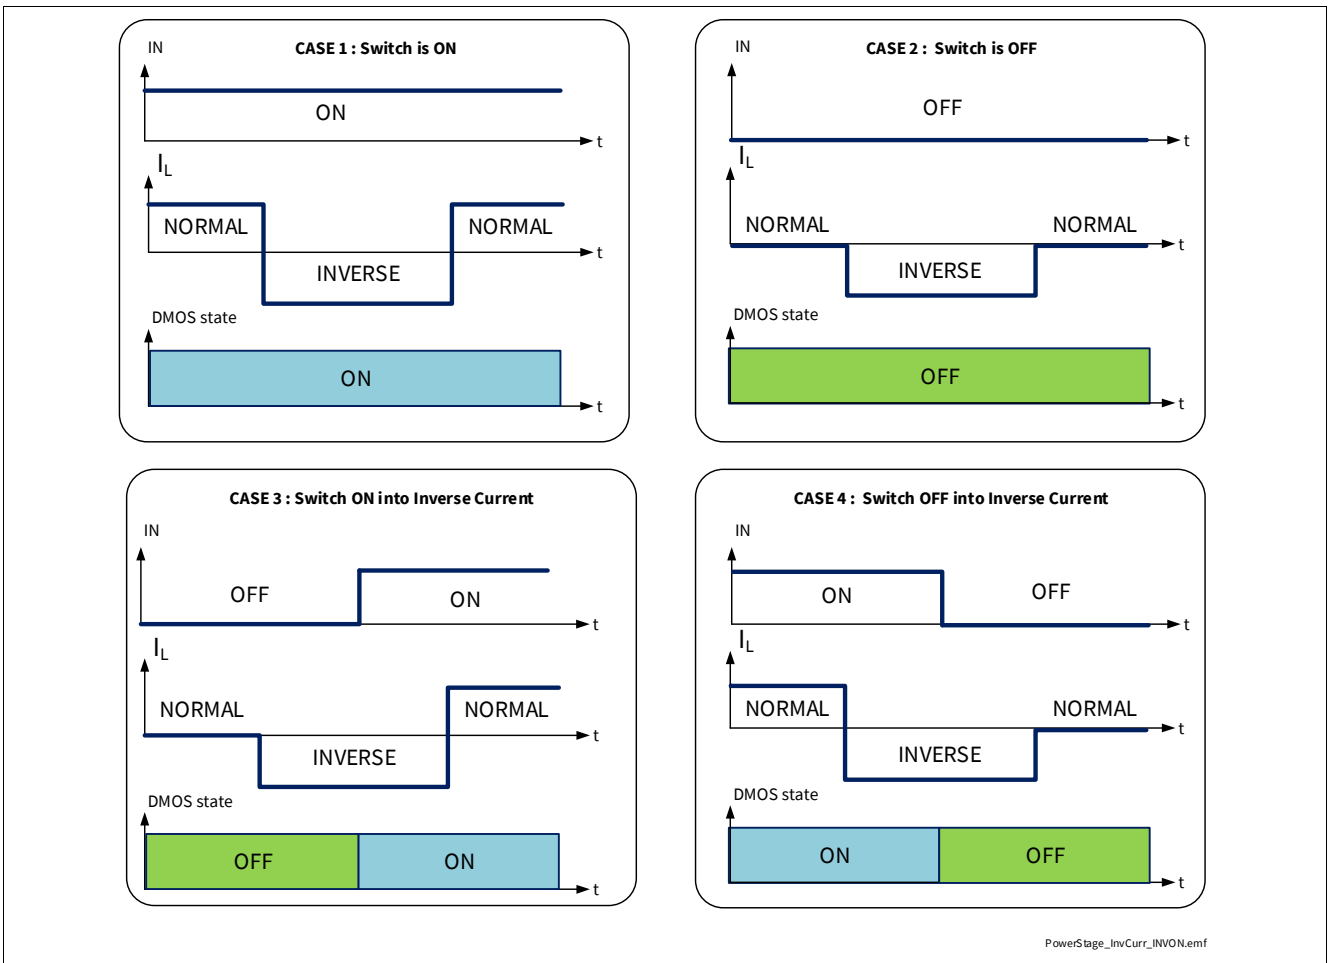 CASE 1 : Switch is ON
IN
ON
t
IL
NORMAL
NORMAL
INVERSE
t
DMOS state
ON
t
CASE 2 : Switch is OFF
IN
OFF
t
IL
NORMAL
NORMAL
INVERSE
t
DMOS state
OFF
t
CASE 3 : Switch ON into Inverse Current
IN
OFF
ON
t
IL
NORMAL
NORMAL
INVERSE
t
DMOS state
OFF
ON
t
CASE 4 : Switch OFF into Inverse Current
IN
ON
OFF
t
IL
NORMAL
NORMAL
INVERSE
t
DMOS state
ON
OFF
t
PowerStage_InvCurr_INVON.emf